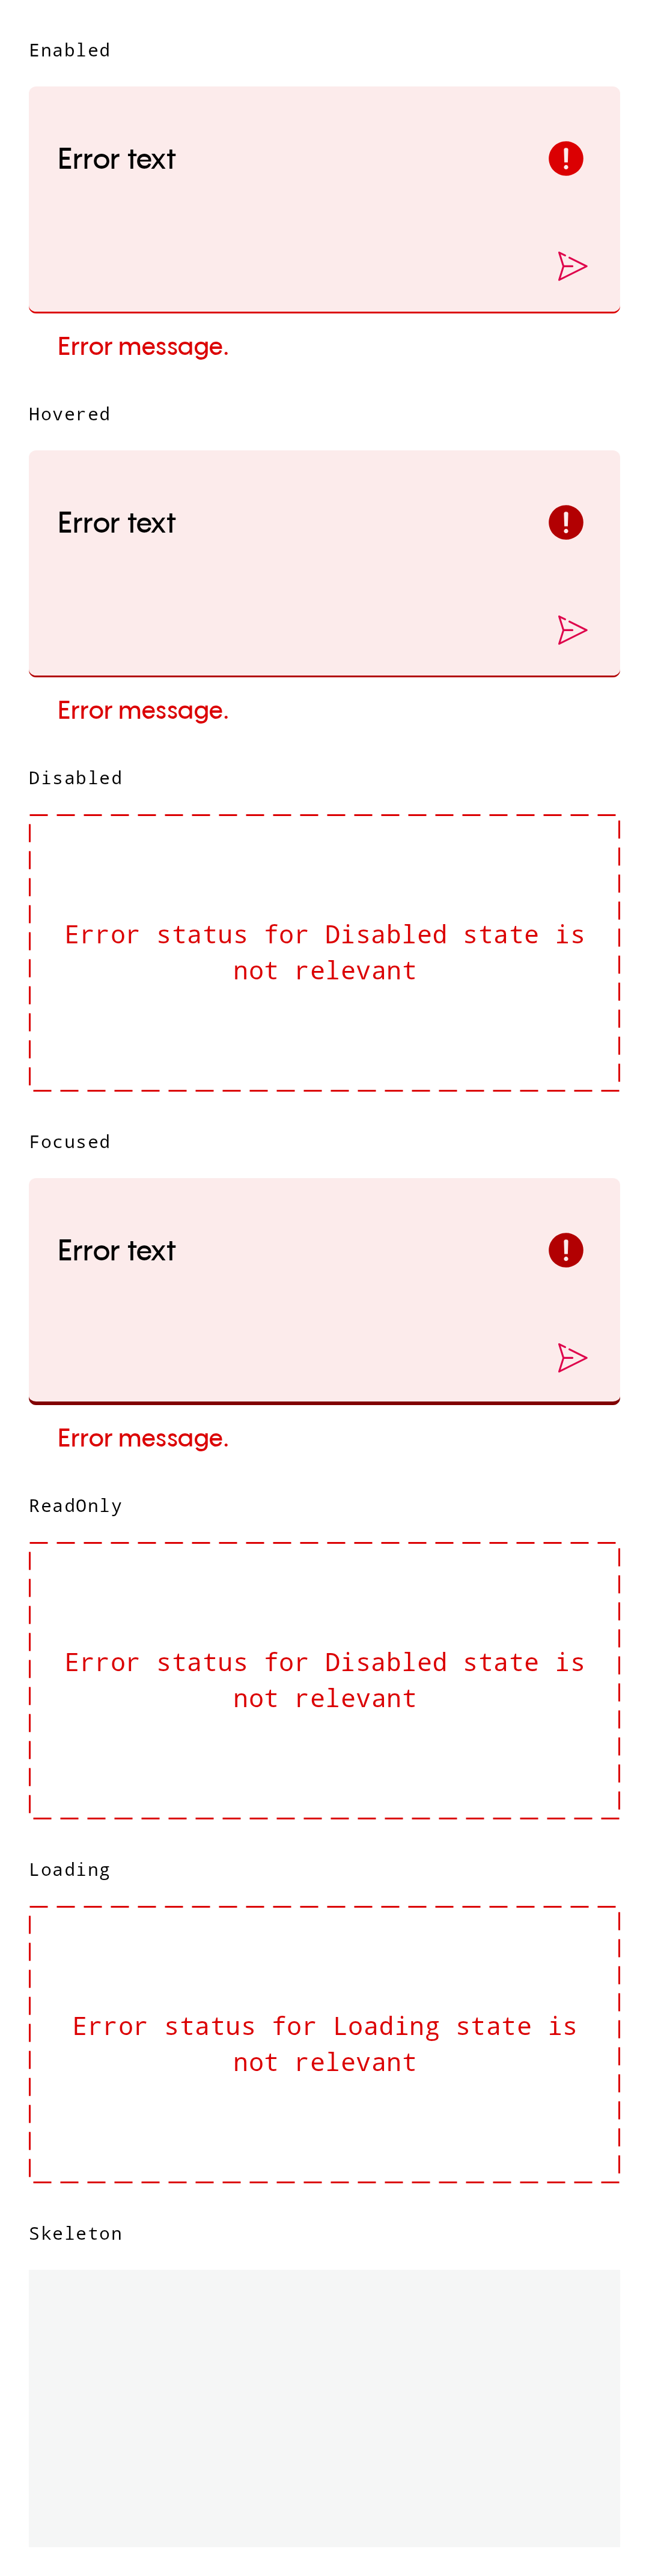 Enabled
Error text
Error message.
Hovered
Error text
Error message.
Disabled
Error status for Disabled state is
not relevant
Focused
Error text
Error message.
ReadOnly
Error status for Disabled state is
not relevant
Loading
Error status for Loading state is
not relevant
Skeleton